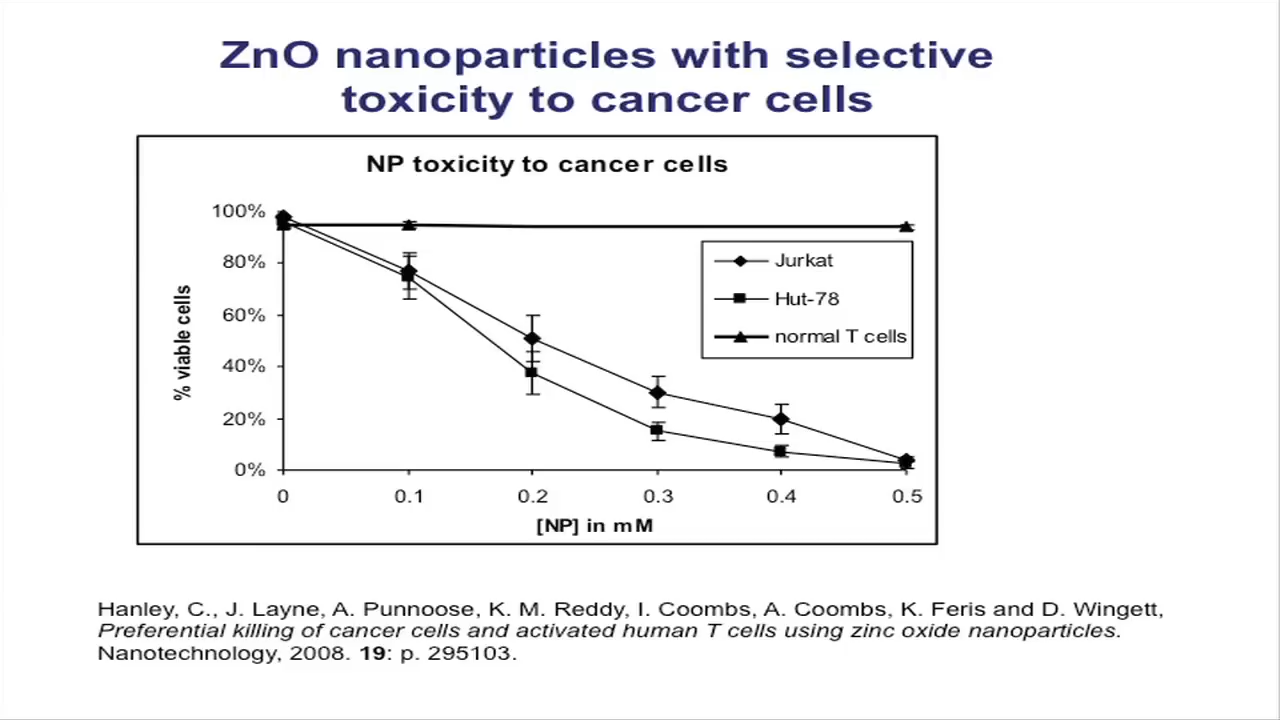 ZnO nanoparticles with selective
toxicity to cancer cells
NP toxicity to cancer cells
100%
80%
60%
40%
20%
0%
% viable cells
Jurkat
Hut-78
normal T cells
0 0.1 0.2 0.3 0.4 0.5
[NP] in mM
Hanley, C., J. Layne, A. Punnoose, K. M. Reddy, I. Coombs, A. Coombs, K. Feris and D. Wingett,
Preferential killing of cancer cells and activated human T cells using zinc oxide nanoparticles.
Nanotechnology, 2008. 19: p. 295103.